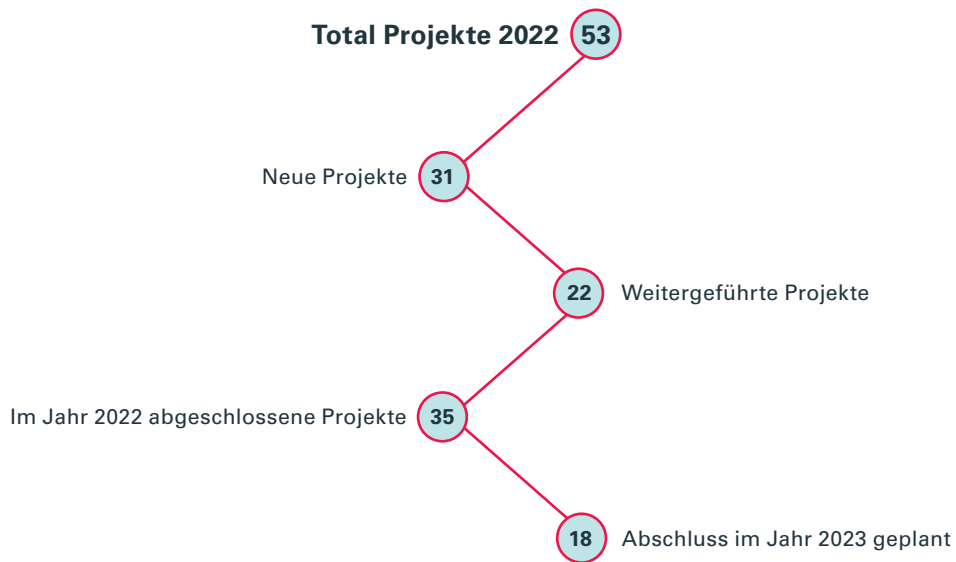 Total Projekte 2022 53
Neue Projekte 31
22 Weitergeführte Projekte
Im Jahr 2022 abgeschlossene Projekte 35
18 Abschluss im Jahr 2023 geplant